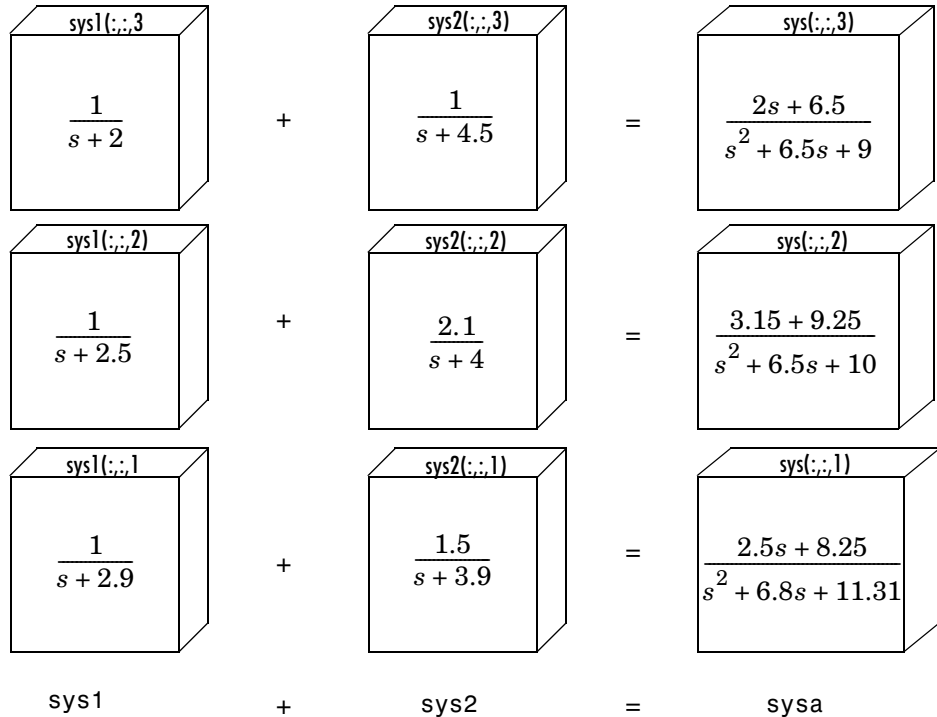 sys1(:,:,3 sys2(:,:,3) sys(:,:,3)
1 1 2s + 6.5
+ =
s + 2 s + 4.5 s² + 6.5s + 9
sys1(:,:,2) sys2(:,:,2) sys(:,:,2)
1 2.1 3.15 + 9.25
+ =
s + 2.5 s + 4 s² + 6.5s + 10
sys1(:,:,1 sys2(:,:,1) sys(:,:,1)
1 1.5 2.5s + 8.25
+ =
s + 2.9 s + 3.9 s² + 6.8s + 11.31
sys1 + sys2 = sysa